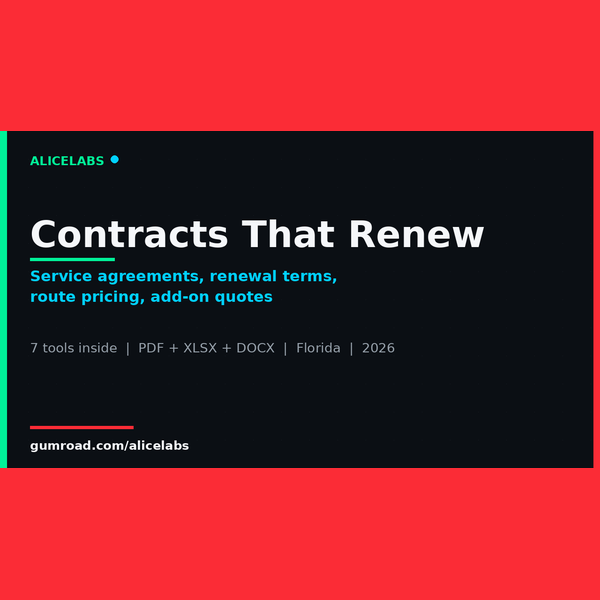 ALICELABS
Contracts That Renew
Service agreements, renewal terms,
route pricing, add-on quotes
7 tools inside | PDF + XLSX + DOCX | Florida | 2026
gumroad.com/alicelabs